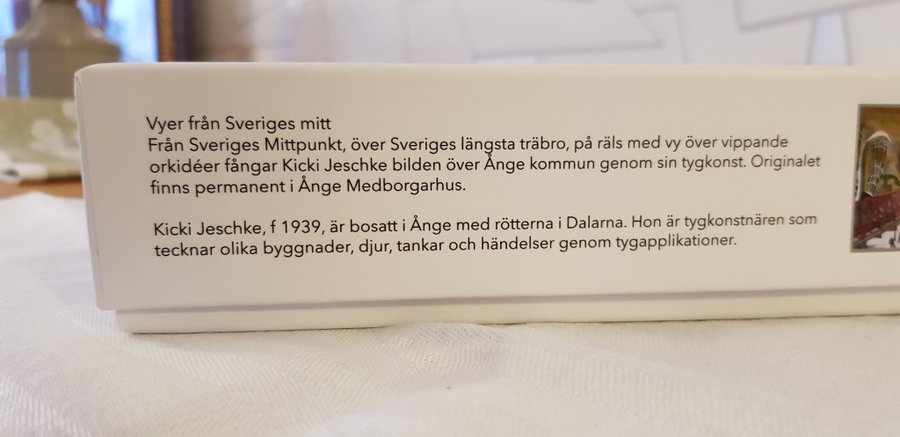 Vyer från Sveriges mitt
Från Sveriges Mittpunkt, över Sveriges längsta träbro, på räls med vy över vippande
orkidéer fångar Kicki Jeschke bilden över Ånge kommun genom sin tygkonst. Originalet
finns permanent i Ånge Medborgarhus.
Kicki Jeschke, f 1939, är bosatt i Ånge med rötterna i Dalarna. Hon är tygkonstnären som
tecknar olika byggnader, djur, tankar och händelser genom tygapplikationer.